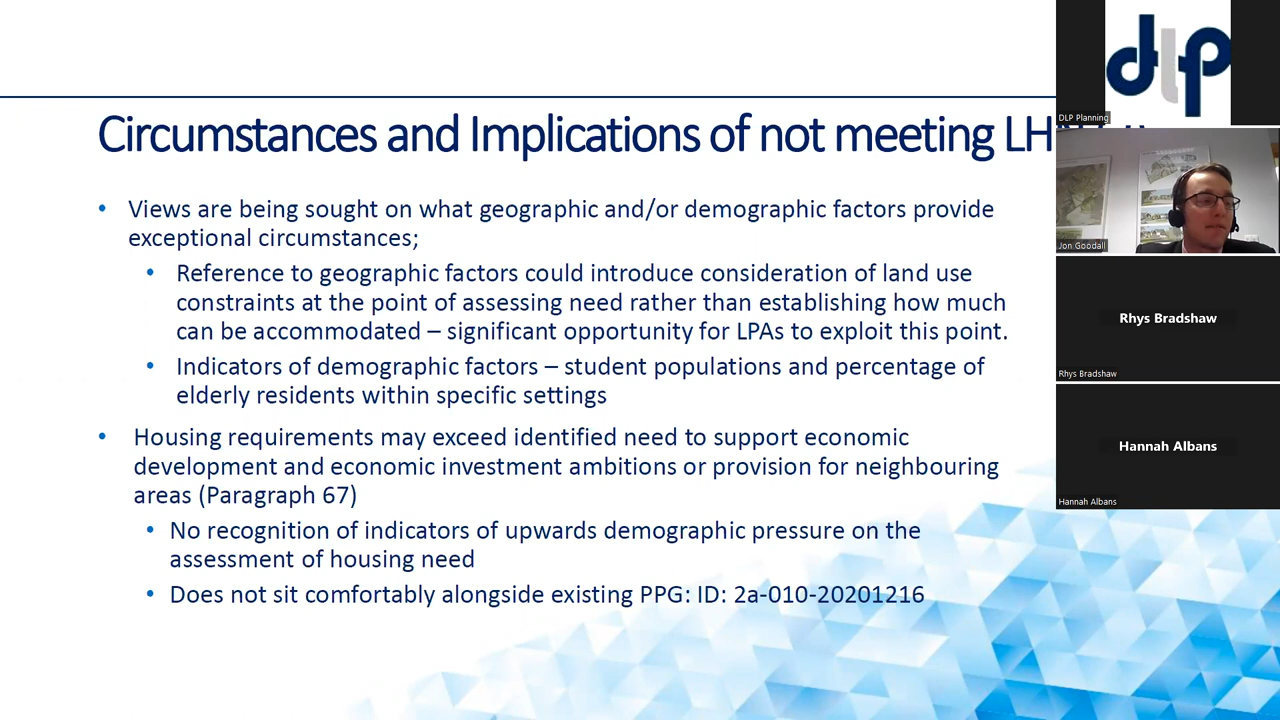 Circumstances and Implications of not meeting
Views are being sought on what geographic and/or demographic factors provide
exceptional circumstances;
Reference to geographic factors could introduce consideration of land use
constraints at the point of assessing need rather than establishing how much
can be accommodated – significant opportunity for LPAs to exploit this point.
Indicators of demographic factors – student populations and percentage of
elderly residents within specific settings
Housing requirements may exceed identified need to support economic
development and economic investment ambitions or provision for neighbouring
areas (Paragraph 67)
No recognition of indicators of upwards demographic pressure on the
assessment of housing need
Does not sit comfortably alongside existing PPG: ID: 2a-010-20201216
dlp
DLP Planning
Jon Goodall
Rhys Bradshaw
Rhys Bradshaw
Hannah Albans
Hannah Albans